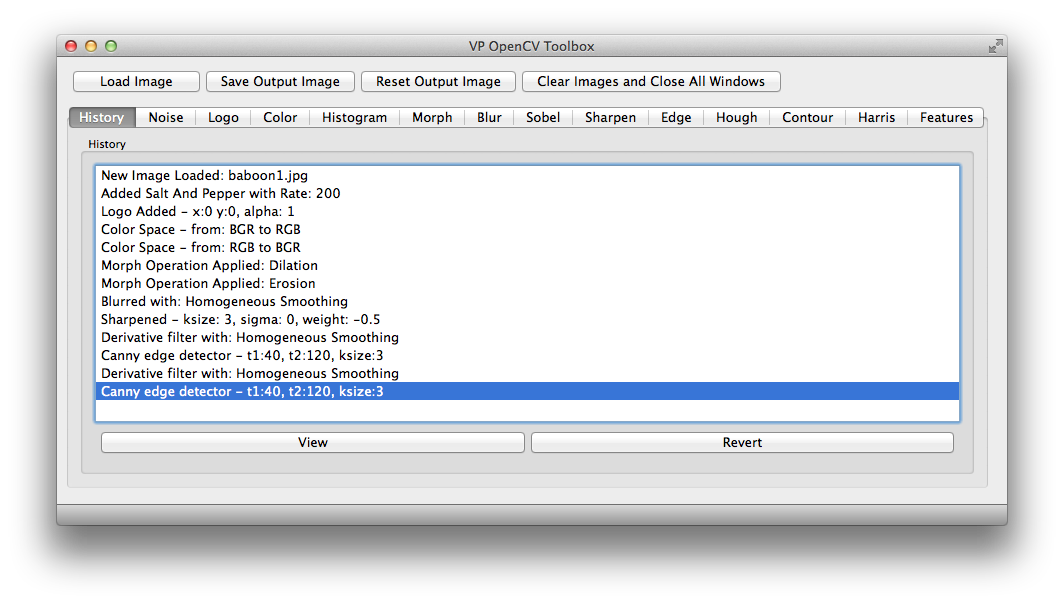 VP OpenCV Toolbox
Load Image Save Output Image Reset Output Image Clear Images and Close All Windows
History Noise Logo Color Histogram Morph Blur Sobel Sharpen Edge Hough Contour Harris Features
History
New Image Loaded: baboon1.jpg
Added Salt And Pepper with Rate: 200
Logo Added – x:0 y:0, alpha: 1
Color Space – from: BGR to RGB
Color Space – from: RGB to BGR
Morph Operation Applied: Dilation
Morph Operation Applied: Erosion
Blurred with: Homogeneous Smoothing
Sharpened – ksize: 3, sigma: 0, weight: -0.5
Derivative filter with: Homogeneous Smoothing
Canny edge detector – t1:40, t2:120, ksize:3
Derivative filter with: Homogeneous Smoothing
Canny edge detector – t1:40, t2:120, ksize:3
View Revert